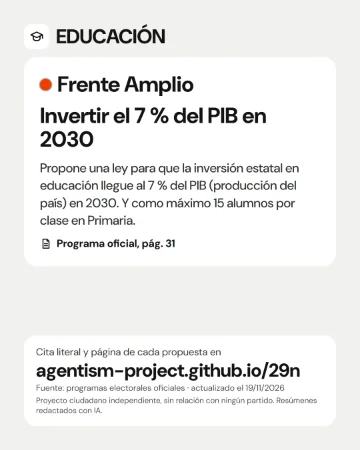 EDUCACIÓN
Frente Amplio
Invertir el 7 % del PIB en
2030
Propone una ley para que la inversión estatal en
educación llegue al 7 % del PIB (producción del
país) en 2030. Y como máximo 15 alumnos por
clase en Primaria.
Programa oficial, pág. 31
Cita literal y página de cada propuesta en
agentism-project.github.io/29n
Fuente: programas electorales oficiales · actualizado el 19/11/2026
Proyecto ciudadano independiente, sin relación con ningún partido. Resúmenes
redactados con IA.